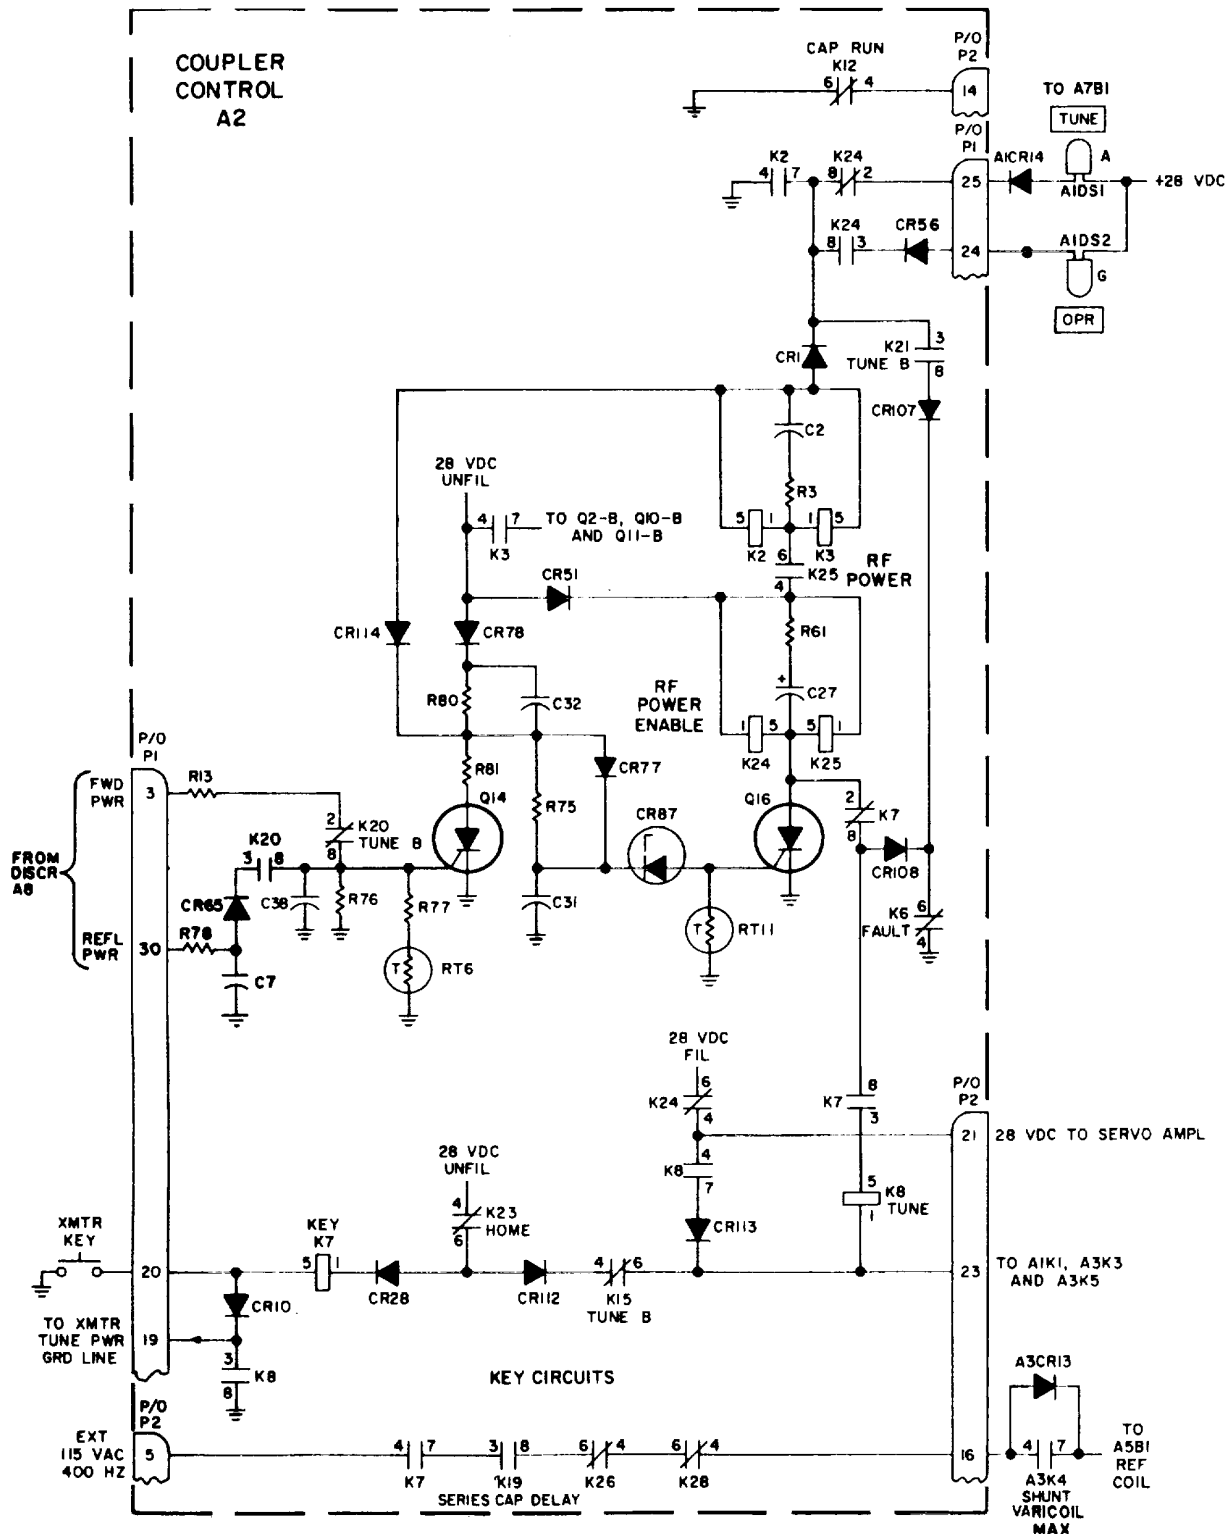 COUPLER
CONTROL
A2
CAP RUN
K12
6 4
P/O
P2
14
TO A7B1
TUNE
P/O
P1
K2
4 7
K24
8 2
25
A1CR14
A
A1DS1
+28 VDC
K24
8 3
CR56
24
A1DS2
G
OPR
CR1
K21
TUNE B
3
8
CR107
C2
28 VDC
UNFIL
R3
4 7
K3
TO Q2-B, Q10-B
AND Q11-B
5 1
K2
1 5
K3
6
K25
4
RF
POWER
CR51
CR114
CR78
R61
R80
C32
RF
POWER
ENABLE
+
C27
1 5
K24
5 1
K25
P/O
P1
FWD
PWR
3
R13
R81
CR77
Q14
R75
CR87
Q16
2
K7
8
2
K20
TUNE B
8
K20
3 8
FROM
DISCR
A8
CR65
C38
R76
R77
C31
T
RT11
CR108
K6
FAULT
6
4
REFL
PWR
30
R78
C7
T
RT6
28 VDC
FIL
6
K24
4
K7
8
3
P/O
P2
21
28 VDC TO SERVO AMPL
28 VDC
UNFIL
4
K8
7
4
K23
HOME
6
5
K8
TUNE
1
CR113
XMTR
KEY
20
KEY
K7
5 1
CR28
CR112
4 6
K15
TUNE B
23
TO A1K1, A3K3
AND A3K5
CR10
TO XMTR
TUNE PWR
GRD LINE
19
3
K8
8
KEY CIRCUITS
A3CR13
P/O
P2
EXT
115 VAC
400 HZ
5
4 7
K7
3 8
K19
SERIES CAP DELAY
6 4
K26
6 4
K28
16
4 7
A3K4
SHUNT
VARICOIL
MAX
TO
A5B1
REF
COIL